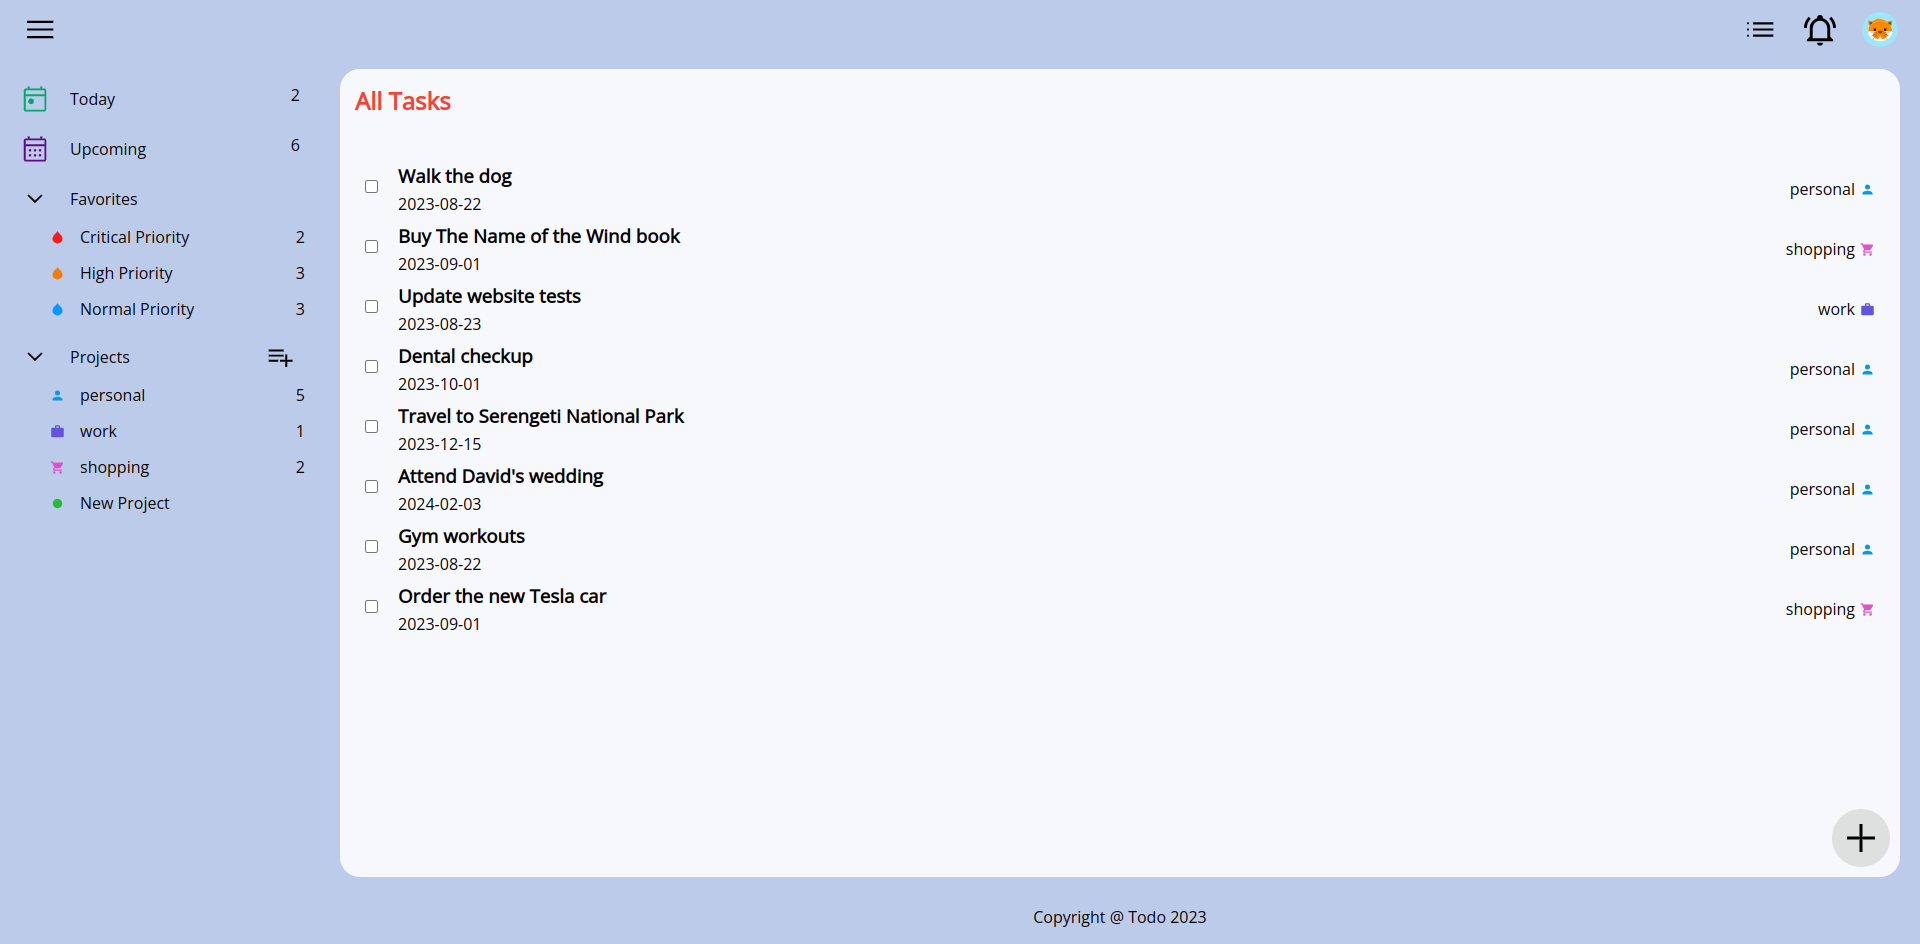 Today 2
Upcoming 6
Favorites
Critical Priority 2
High Priority 3
Normal Priority 3
Projects
personal 5
work 1
shopping 2
New Project
All Tasks
Walk the dog
2023-08-22
personal
Buy The Name of the Wind book
2023-09-01
shopping
Update website tests
2023-08-23
work
Dental checkup
2023-10-01
personal
Travel to Serengeti National Park
2023-12-15
personal
Attend David's wedding
2024-02-03
personal
Gym workouts
2023-08-22
personal
Order the new Tesla car
2023-09-01
shopping
Copyright @ Todo 2023